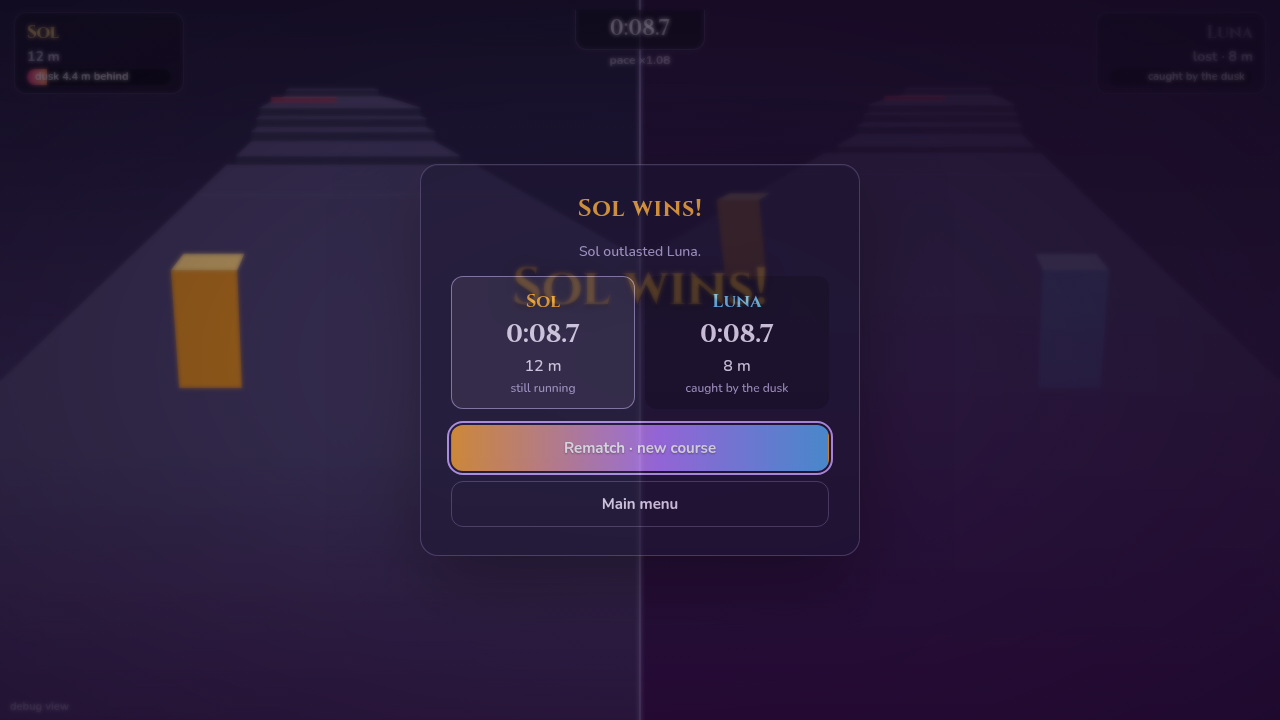 Sol
12 m
dusk 4.4 m behind
0:08.7
pace ×1.08
Luna
lost · 8 m
caught by the dusk
Sol wins!
Sol outlasted Luna.
Sol wins!
Sol
0:08.7
12 m
still running
Luna
0:08.7
8 m
caught by the dusk
Rematch · new course
Main menu
debug view